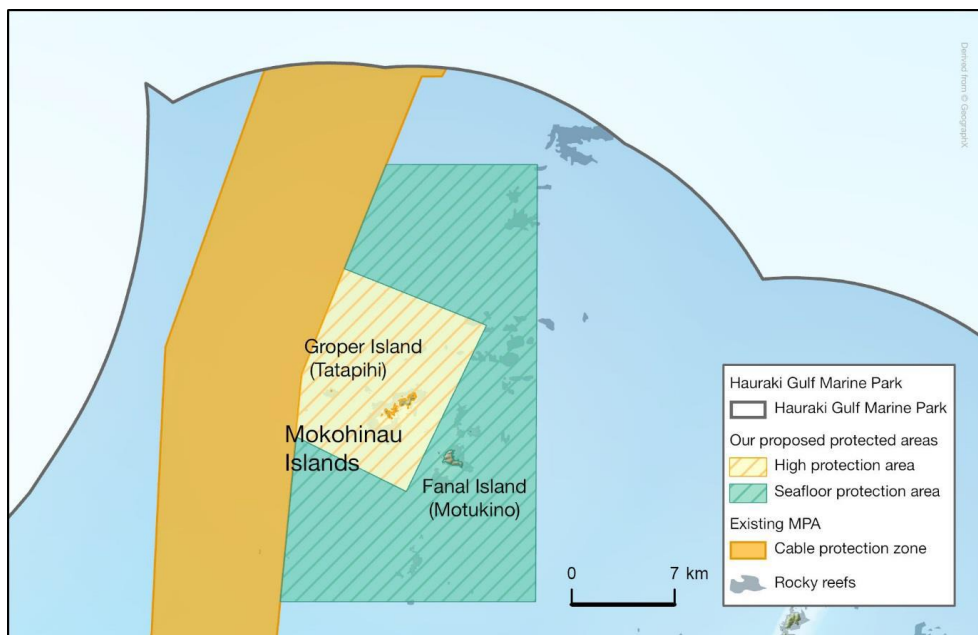 Derived from © GeographX
Groper Island
(Tatapihi)
Mokohinau
Islands
Fanal Island
(Motukino)
0 7 km
Hauraki Gulf Marine Park
Hauraki Gulf Marine Park
Our proposed protected areas
High protection area
Seafloor protection area
Existing MPA
Cable protection zone
Rocky reefs